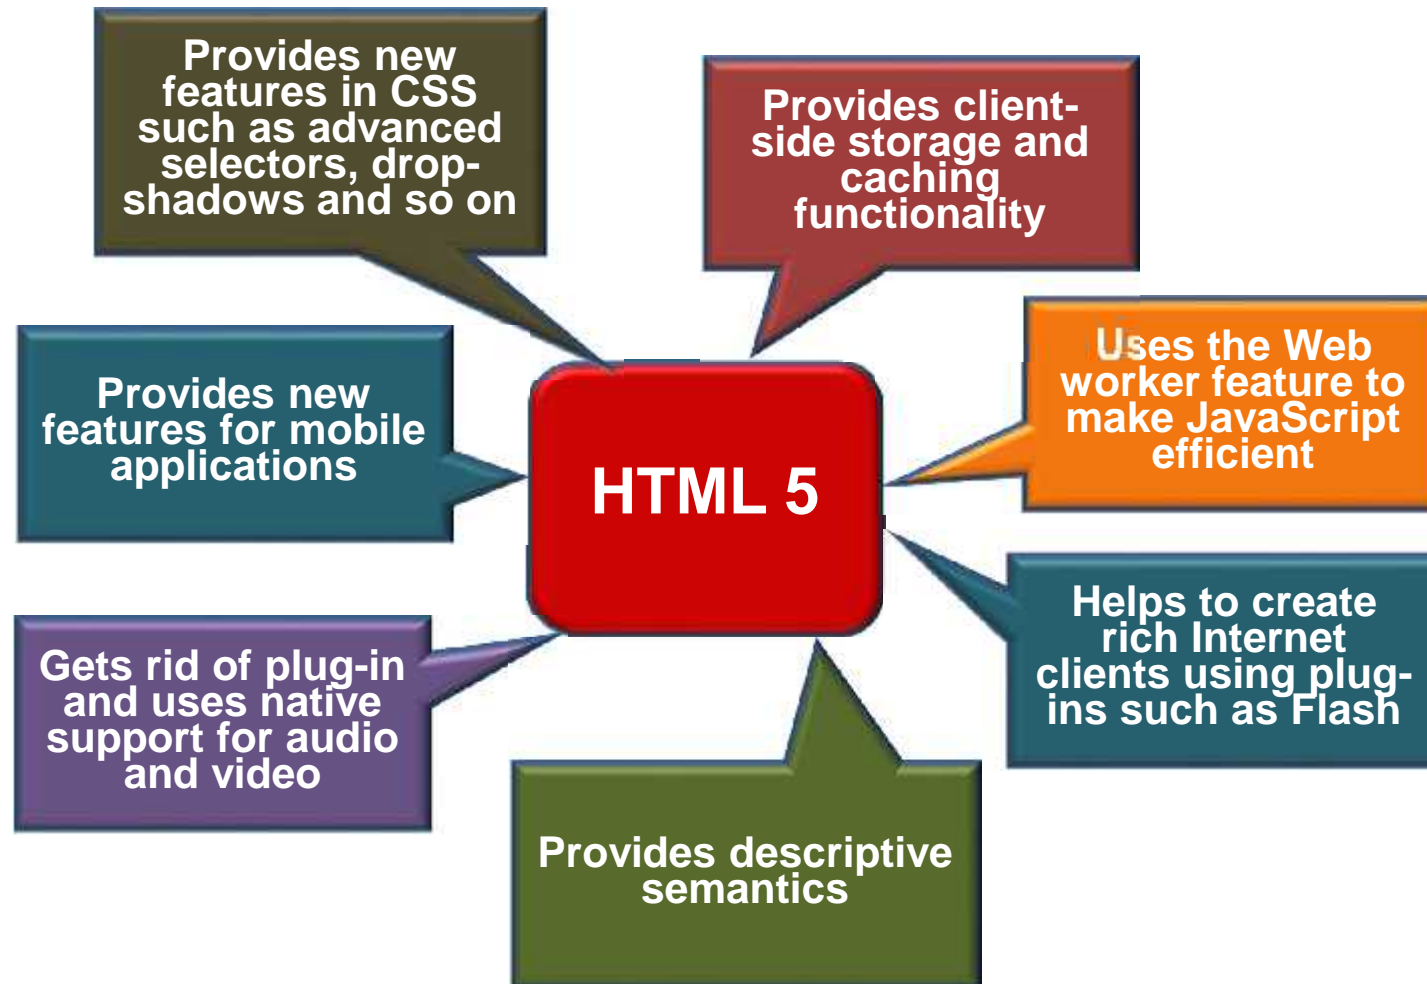 Provides new
features in CSS
such as advanced
selectors, drop-
shadows and so on
Provides client-
side storage and
caching
functionality
Provides new
features for mobile
applications
HTML 5
Uses the Web
worker feature to
make JavaScript
efficient
Gets rid of plug-in
and uses native
support for audio
and video
Helps to create
rich Internet
clients using plug-
ins such as Flash
Provides descriptive
semantics